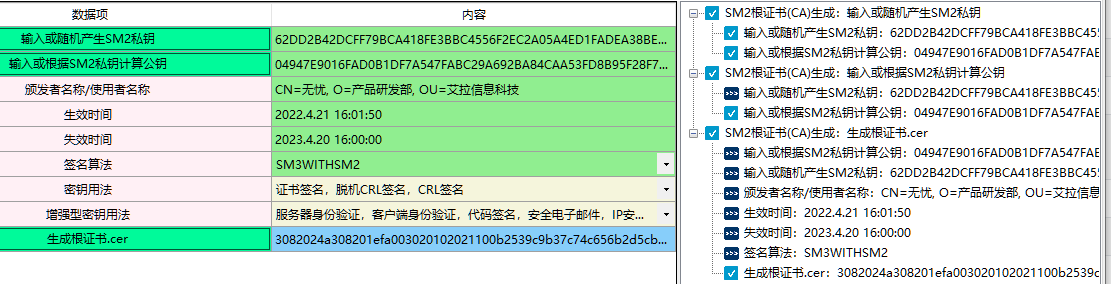 数据项 内容
输入或随机产生SM2私钥 62DD2B42DCFF79BCA418FE3BBC4556F2EC2A05A4ED1FADEA38BE...
输入或根据SM2私钥计算公钥 04947E9016FAD0B1DF7A547FABC29A692BA84CAA53FD8B95F28F7...
颁发者名称/使用者名称 CN=无忧, O=产品研发部, OU=艾拉信息科技
生效时间 2022.4.21 16:01:50
失效时间 2023.4.20 16:00:00
签名算法 SM3WITHSM2
密钥用法 证书签名，脱机CRL签名，CRL签名
增强型密钥用法 服务器身份验证，客户端身份验证，代码签名，安全电子邮件，IP安...
生成根证书.cer 3082024a308201efa003020102021100b2539c9b37c74c656b2d5cb...
SM2根证书(CA)生成：输入或随机产生SM2私钥
输入或随机产生SM2私钥：62DD2B42DCFF79BCA418FE3BBC455
输入或根据SM2私钥计算公钥：04947E9016FAD0B1DF7A547FAB
SM2根证书(CA)生成：输入或根据SM2私钥计算公钥
输入或随机产生SM2私钥：62DD2B42DCFF79BCA418FE3BBC455
输入或根据SM2私钥计算公钥：04947E9016FAD0B1DF7A547FAB
SM2根证书(CA)生成：生成根证书.cer
输入或根据SM2私钥计算公钥：04947E9016FAD0B1DF7A547FAB
输入或随机产生SM2私钥：62DD2B42DCFF79BCA418FE3BBC455
颁发者名称/使用者名称：CN=无忧, O=产品研发部, OU=艾拉信息
生效时间：2022.4.21 16:01:50
失效时间：2023.4.20 16:00:00
签名算法：SM3WITHSM2
生成根证书.cer：3082024a308201efa003020102021100b2539c